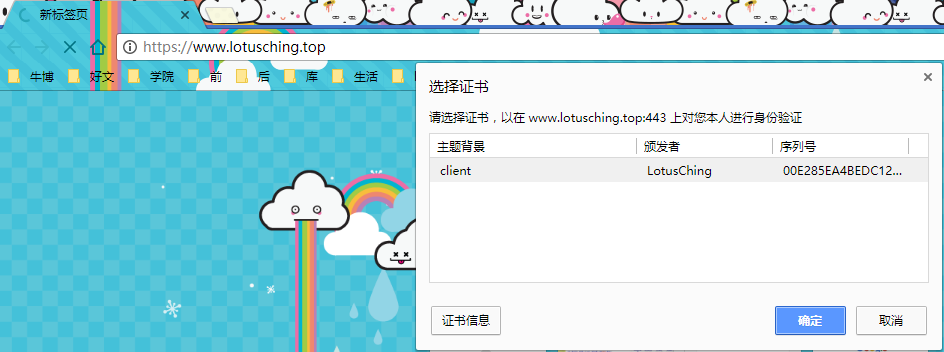 新标签页
https://www.lotusching.top
牛博 好文 学院 前 后 库 生活
选择证书
请选择证书，以在 www.lotusching.top:443 上对您本人进行身份验证
主题背景 颁发者 序列号
client LotusChing 00E285EA4BEDC12...
证书信息 确定 取消